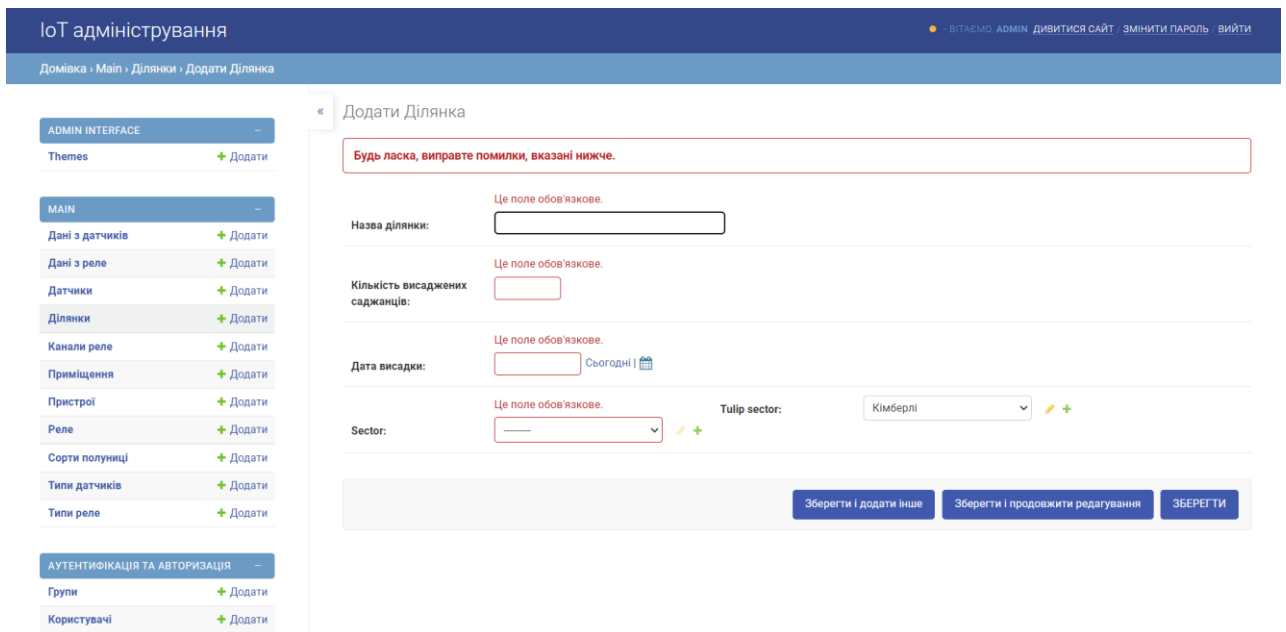 IoT адміністрування
- ВІТАЄМО, ADMIN. ДИВИТИСЯ САЙТ / ЗМІНИТИ ПАРОЛЬ / ВИЙТИ
Домівка › Main › Ділянки › Додати Ділянка
ADMIN INTERFACE –
Themes + Додати
MAIN –
Дані з датчиків + Додати
Дані з реле + Додати
Датчики + Додати
Ділянки + Додати
Канали реле + Додати
Приміщення + Додати
Пристрої + Додати
Реле + Додати
Сорти полуниці + Додати
Типи датчиків + Додати
Типи реле + Додати
АУТЕНТИФІКАЦІЯ ТА АВТОРИЗАЦІЯ –
Групи + Додати
Користувачі + Додати
«
Додати Ділянка
Будь ласка, виправте помилки, вказані нижче.
Це поле обов'язкове.
Назва ділянки:
Це поле обов'язкове.
Кількість висаджених
саджанців:
Це поле обов'язкове.
Дата висадки: Сьогодні |
Це поле обов'язкове.
Sector: ---------
Tulip sector: Кімберлі
Зберегти і додати інше Зберегти і продовжити редагування ЗБЕРЕГТИ